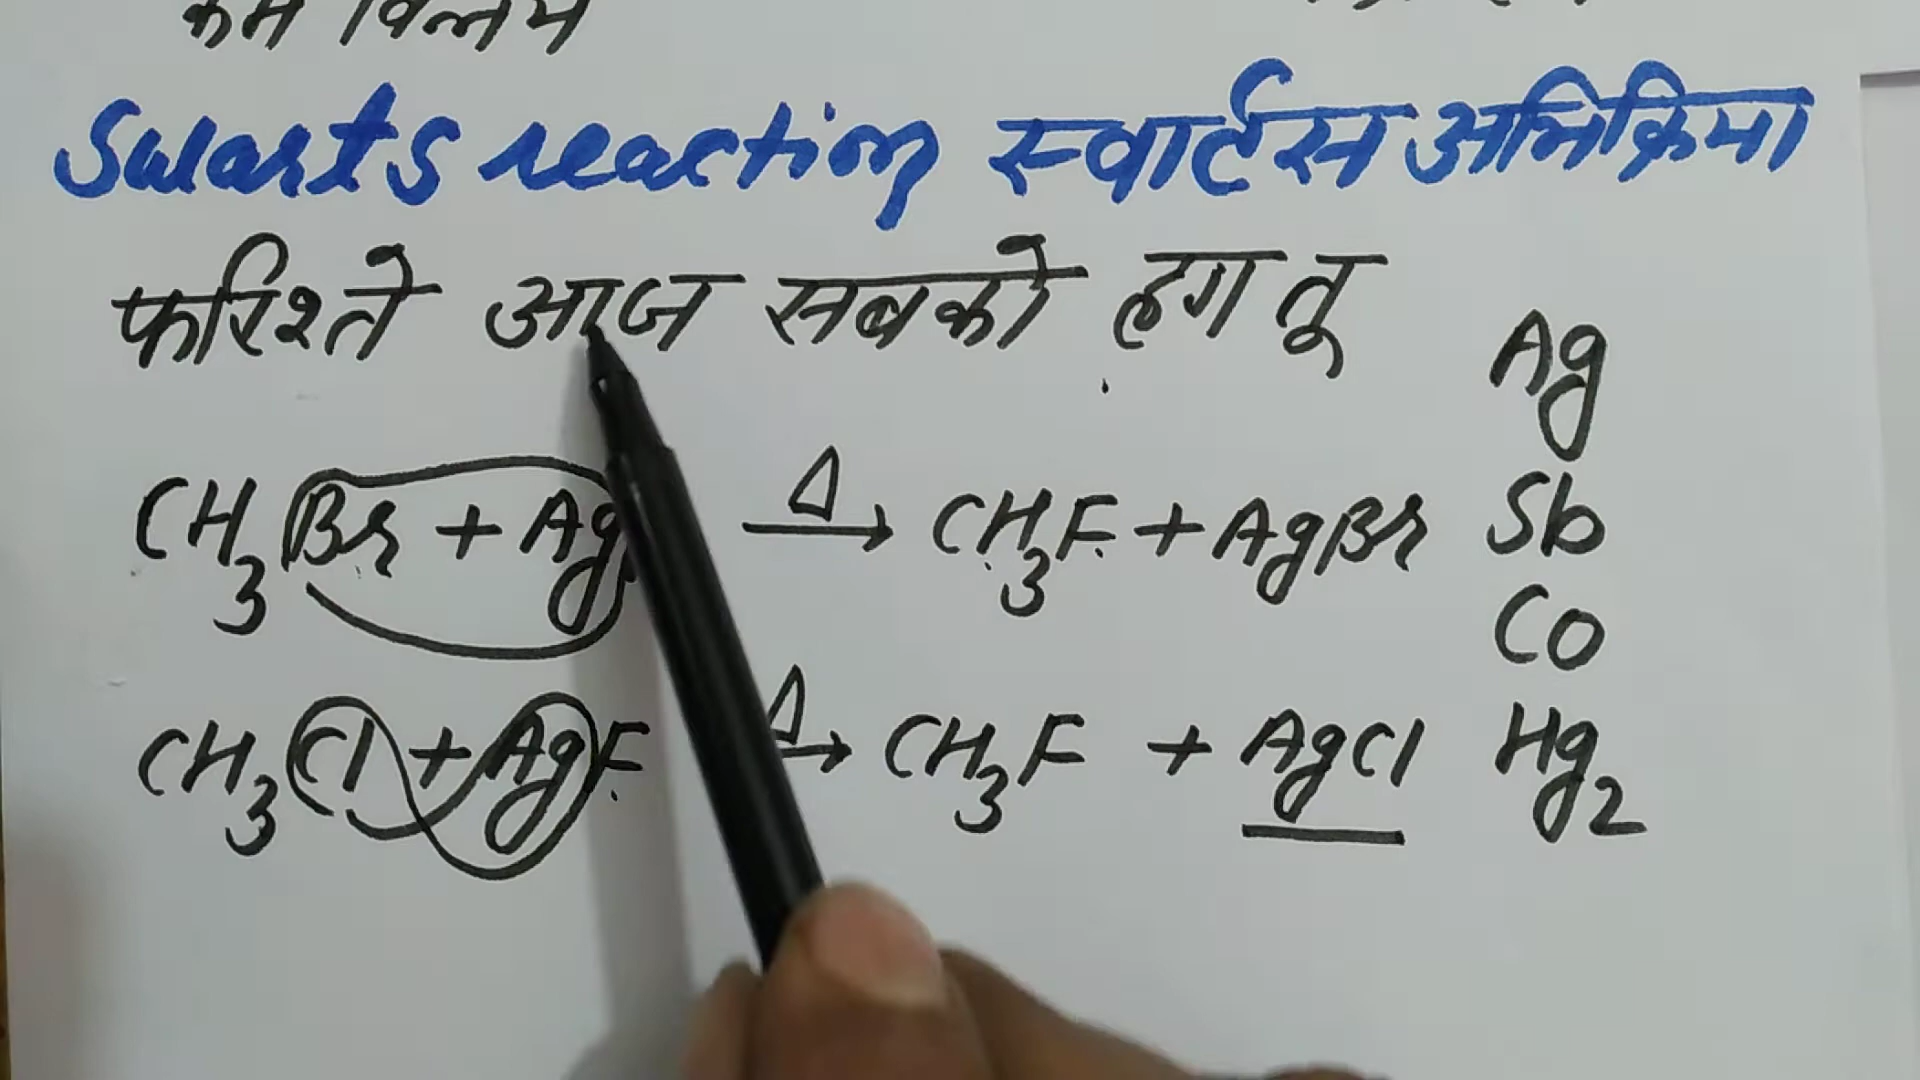 कम विलेय
Swarts reaction स्वार्टस अभिक्रिया
फरिश्ते आज सबको हग तू
Ag
CH3Br + Ag Δ→ CH3F + AgBr Sb
Co
CH3Cl + AgF Δ→ CH3F + AgCl Hg2